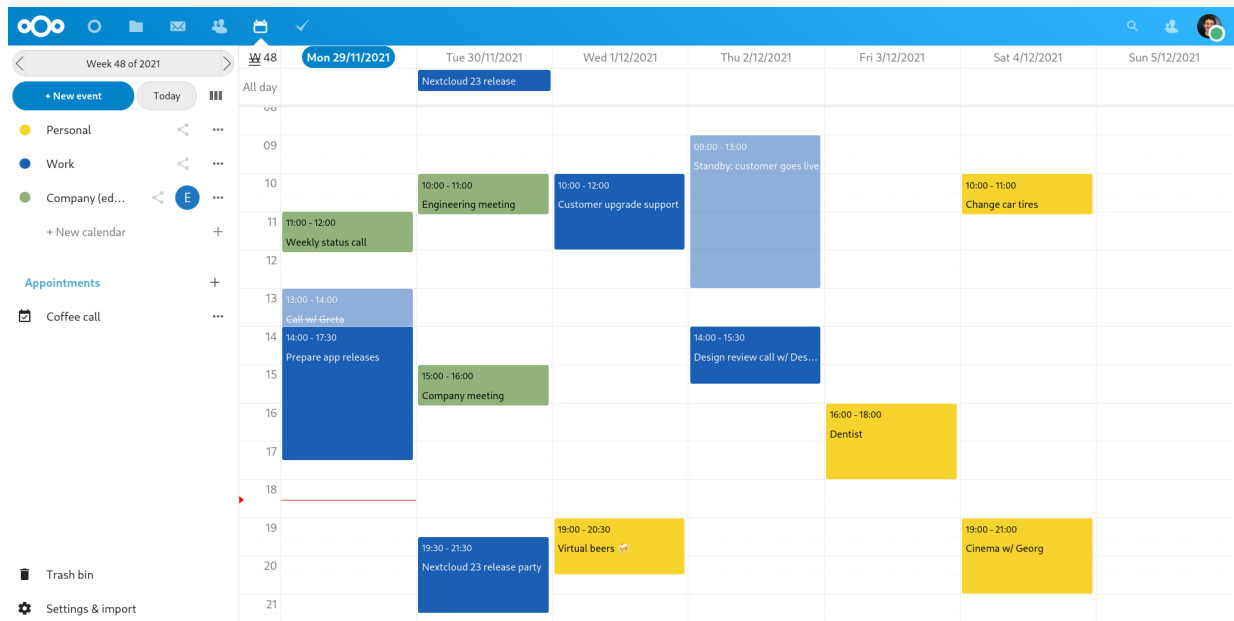 Week 48 of 2021
W 48
Mon 29/11/2021
Tue 30/11/2021
Wed 1/12/2021
Thu 2/12/2021
Fri 3/12/2021
Sat 4/12/2021
Sun 5/12/2021
+ New event
Today
All day
Nextcloud 23 release
Personal
Work
Company (ed...
E
+ New calendar
+
Appointments
+
Coffee call
08
09
10
11
12
13
14
15
16
17
18
19
20
21
11:00 - 12:00
Weekly status call
13:00 - 14:00
Call w/ Greta
14:00 - 17:30
Prepare app releases
10:00 - 11:00
Engineering meeting
15:00 - 16:00
Company meeting
19:30 - 21:30
Nextcloud 23 release party
10:00 - 12:00
Customer upgrade support
19:00 - 20:30
Virtual beers 🍻
09:00 - 13:00
Standby: customer goes live
14:00 - 15:30
Design review call w/ Des...
16:00 - 18:00
Dentist
10:00 - 11:00
Change car tires
19:00 - 21:00
Cinema w/ Georg
Trash bin
Settings & import